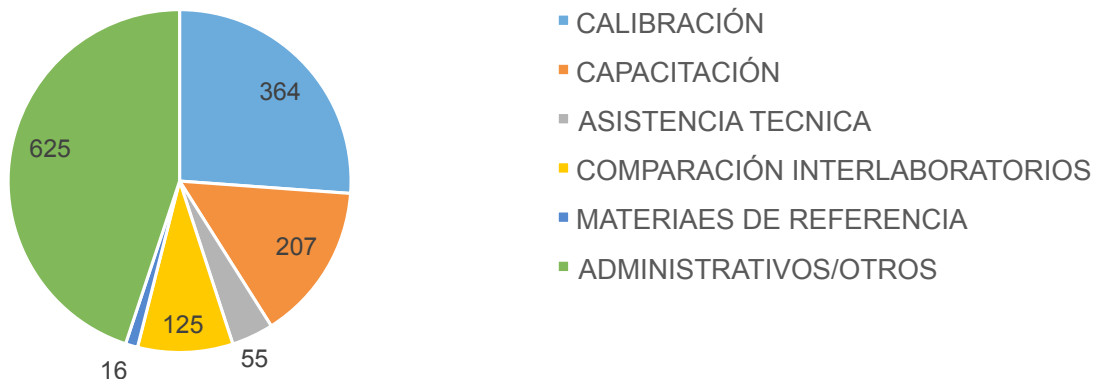 364
207
55
125
16
625
CALIBRACIÓN
CAPACITACIÓN
ASISTENCIA TECNICA
COMPARACIÓN INTERLABORATORIOS
MATERIAES DE REFERENCIA
ADMINISTRATIVOS/OTROS